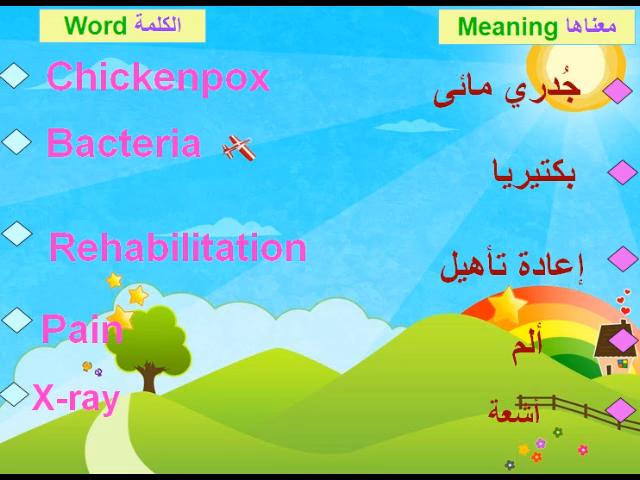 Word الكلمة
Meaning معناها
Chickenpox
جُدري مائى
Bacteria
بكتيريا
Rehabilitation
إعادة تأهيل
Pain
ألم
X-ray
أشعة